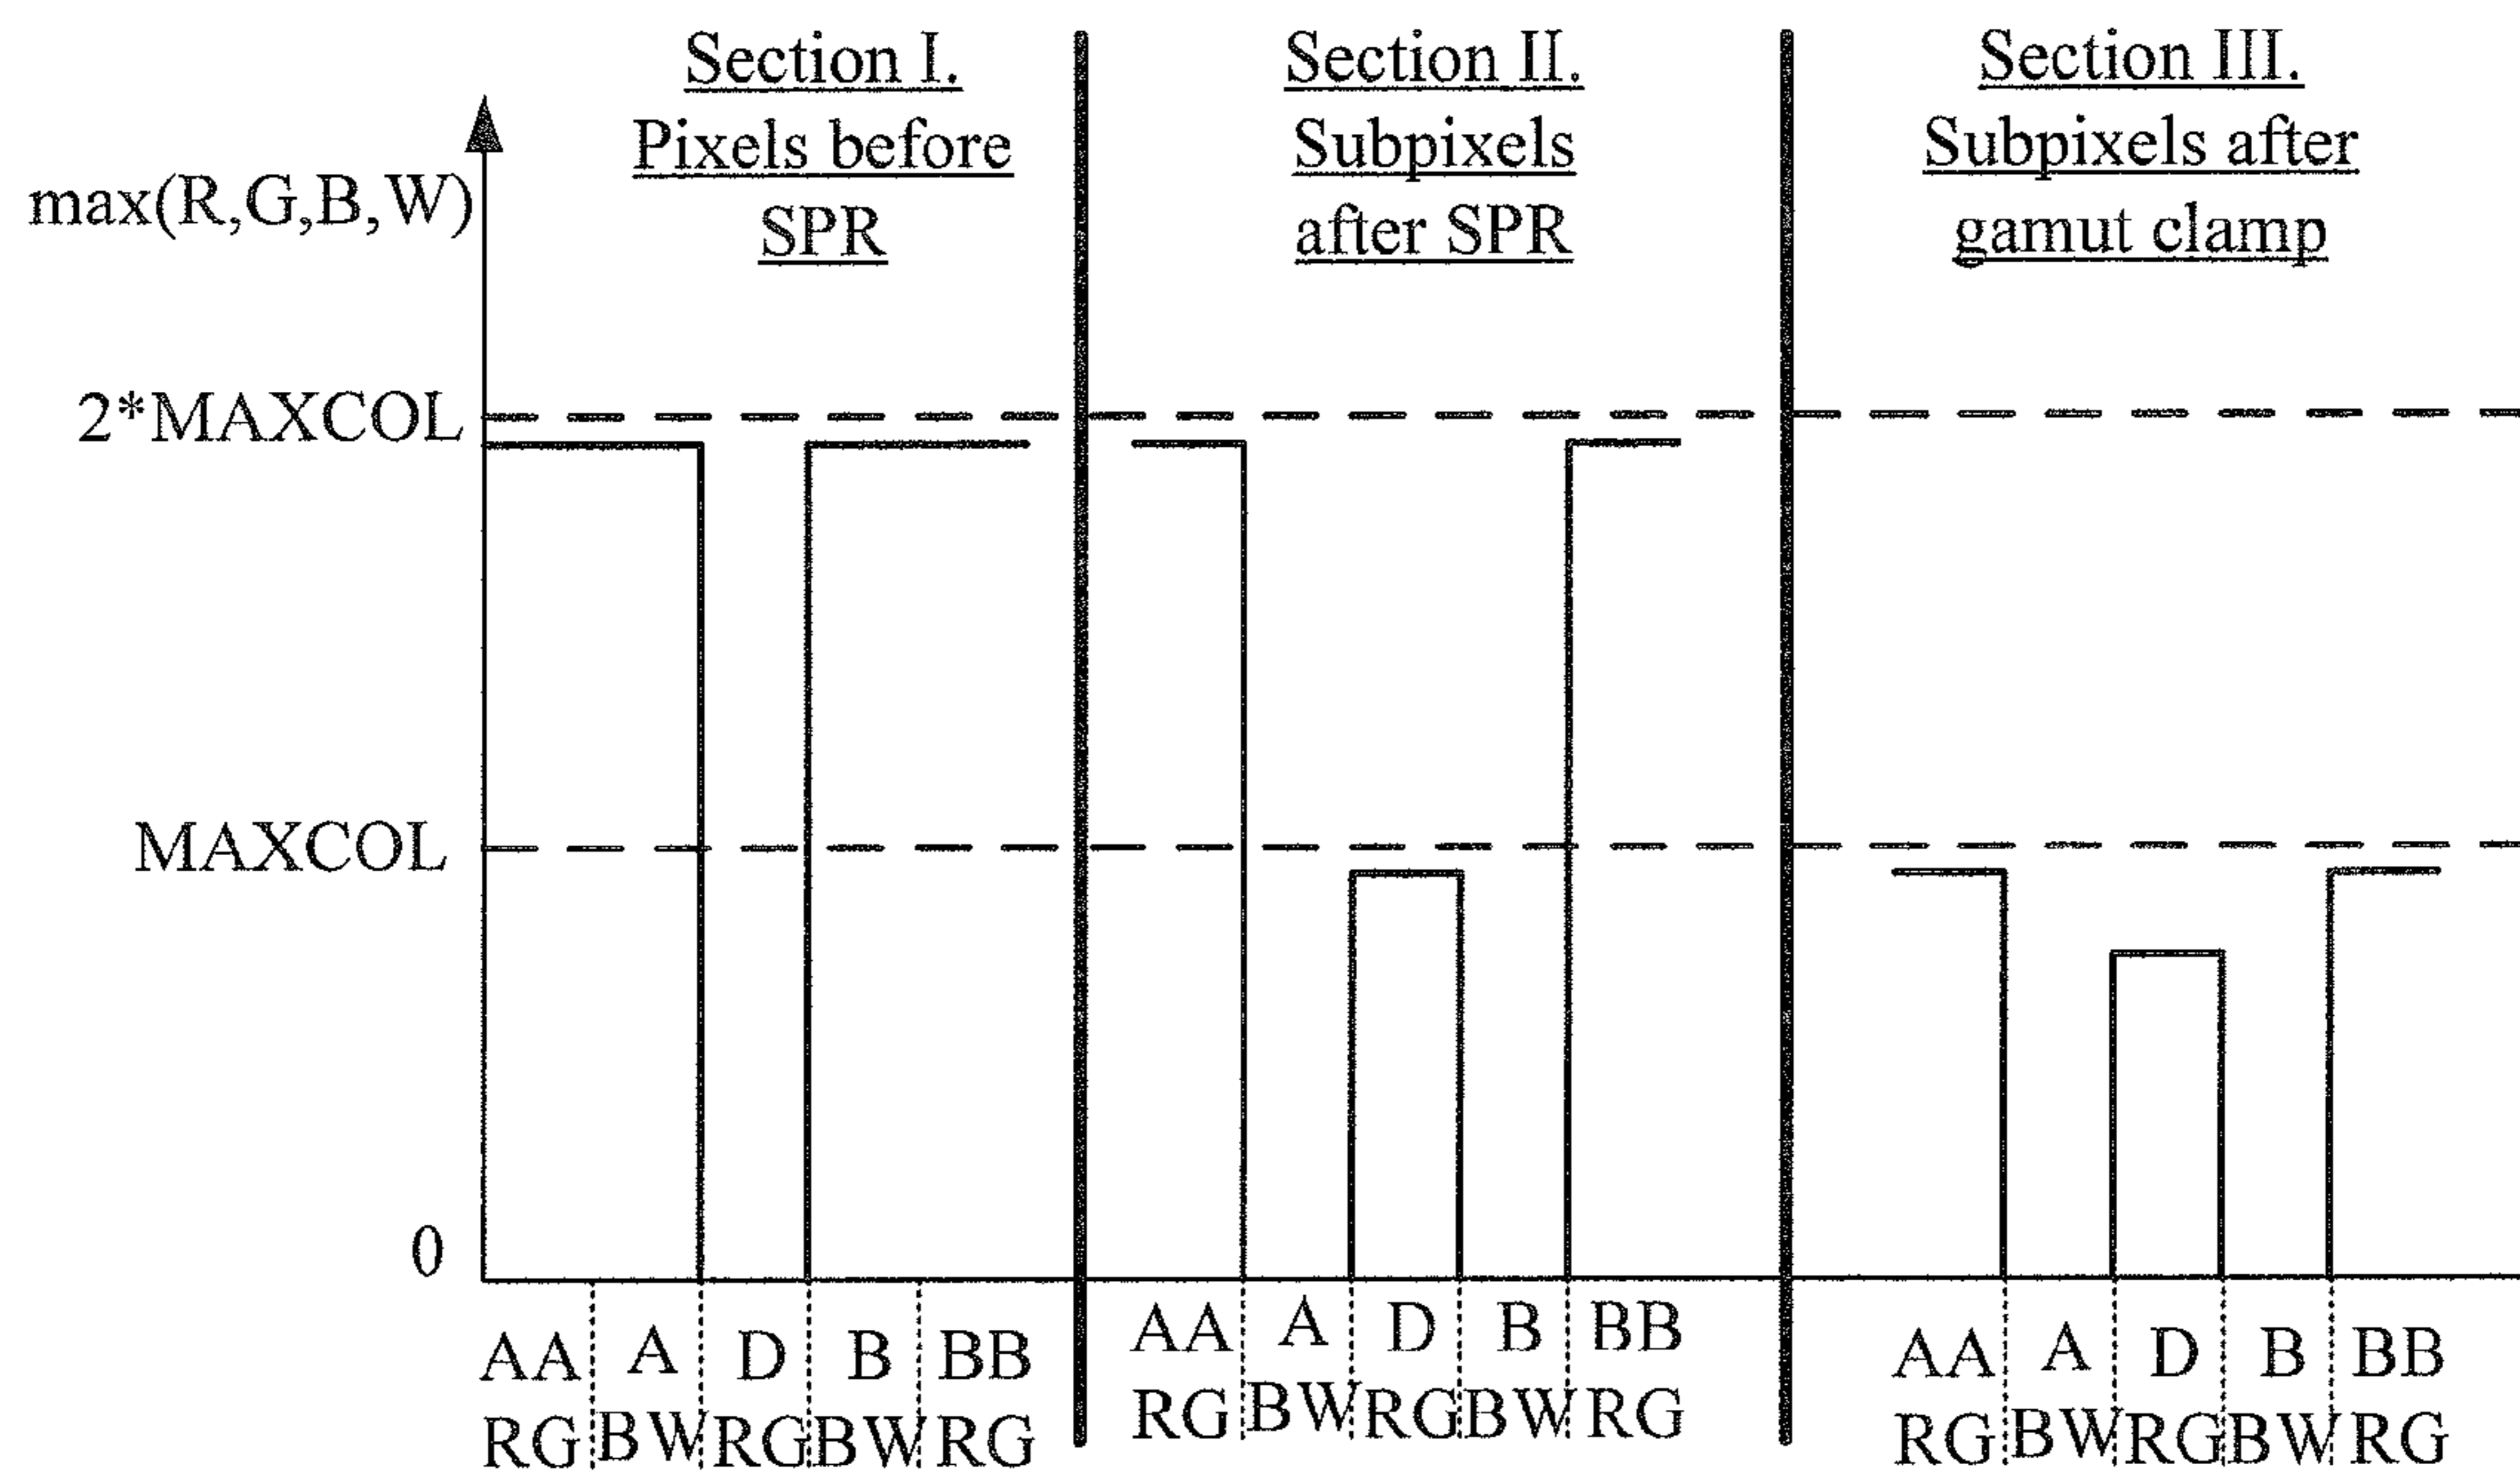 Section I.
Pixels before
SPR
Section II.
Subpixels
after SPR
Section III.
Subpixels after
gamut clamp
max(R,G,B,W)
2*MAXCOL
MAXCOL
0
AA A D B BB
RG BW RG BW RG
AA A D B BB
RG BW RG BW RG
AA A D B BB
RG BW RG BW RG